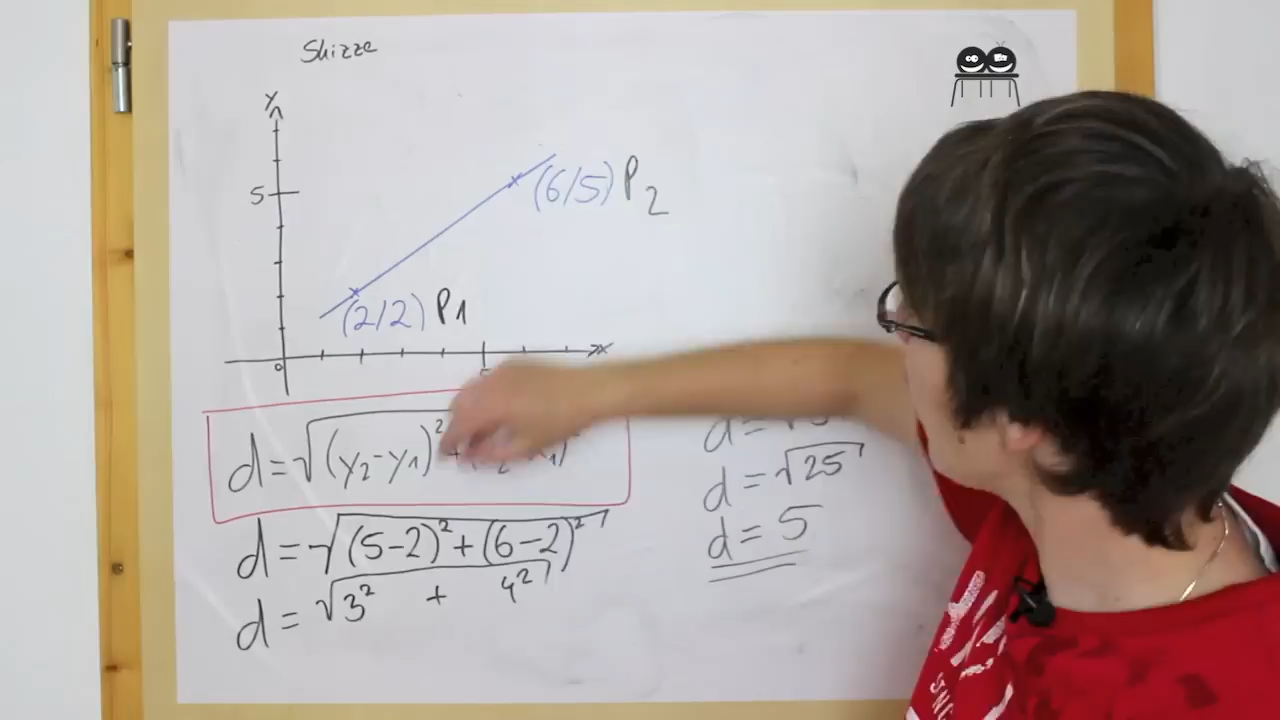 Skizze
y
5
(6/5) P2
(2/2) P1
x
0
d = √(y2-y1)²
d = √(5-2)² + (6-2)²
d = √3² + 4²
d = √25
d = 5